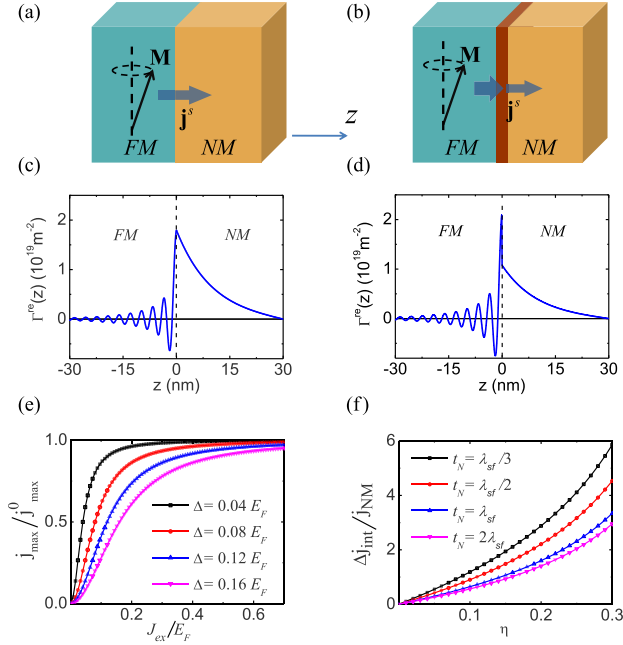 (a)
(b)
M
M
j^s
j^s
FM
NM
z
FM
NM
(c)
(d)
Γ^re(z) (10^19m^-2)
2
1
0
FM
NM
-30
-15
0
15
30
z (nm)
Γ^re(z) (10^19m^-2)
2
1
0
FM
NM
-30
-15
0
15
30
z (nm)
(e)
(f)
j_max/j^0_max
1.0
0.5
0.0
Δ= 0.04 E_F
Δ= 0.08 E_F
Δ= 0.12 E_F
Δ= 0.16 E_F
0.2
0.4
0.6
J_ex/E_F
Δj_int/j_NM
6
4
2
0
t_N= λ_sf/3
t_N= λ_sf/2
t_N= λ_sf
t_N= 2λ_sf
0.1
0.2
0.3
η